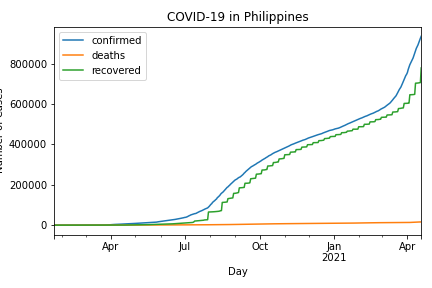 COVID-19 in Philippines
confirmed
deaths
recovered
800000
600000
400000
200000
0
Apr
Jul
Oct
Jan
2021
Apr
Day